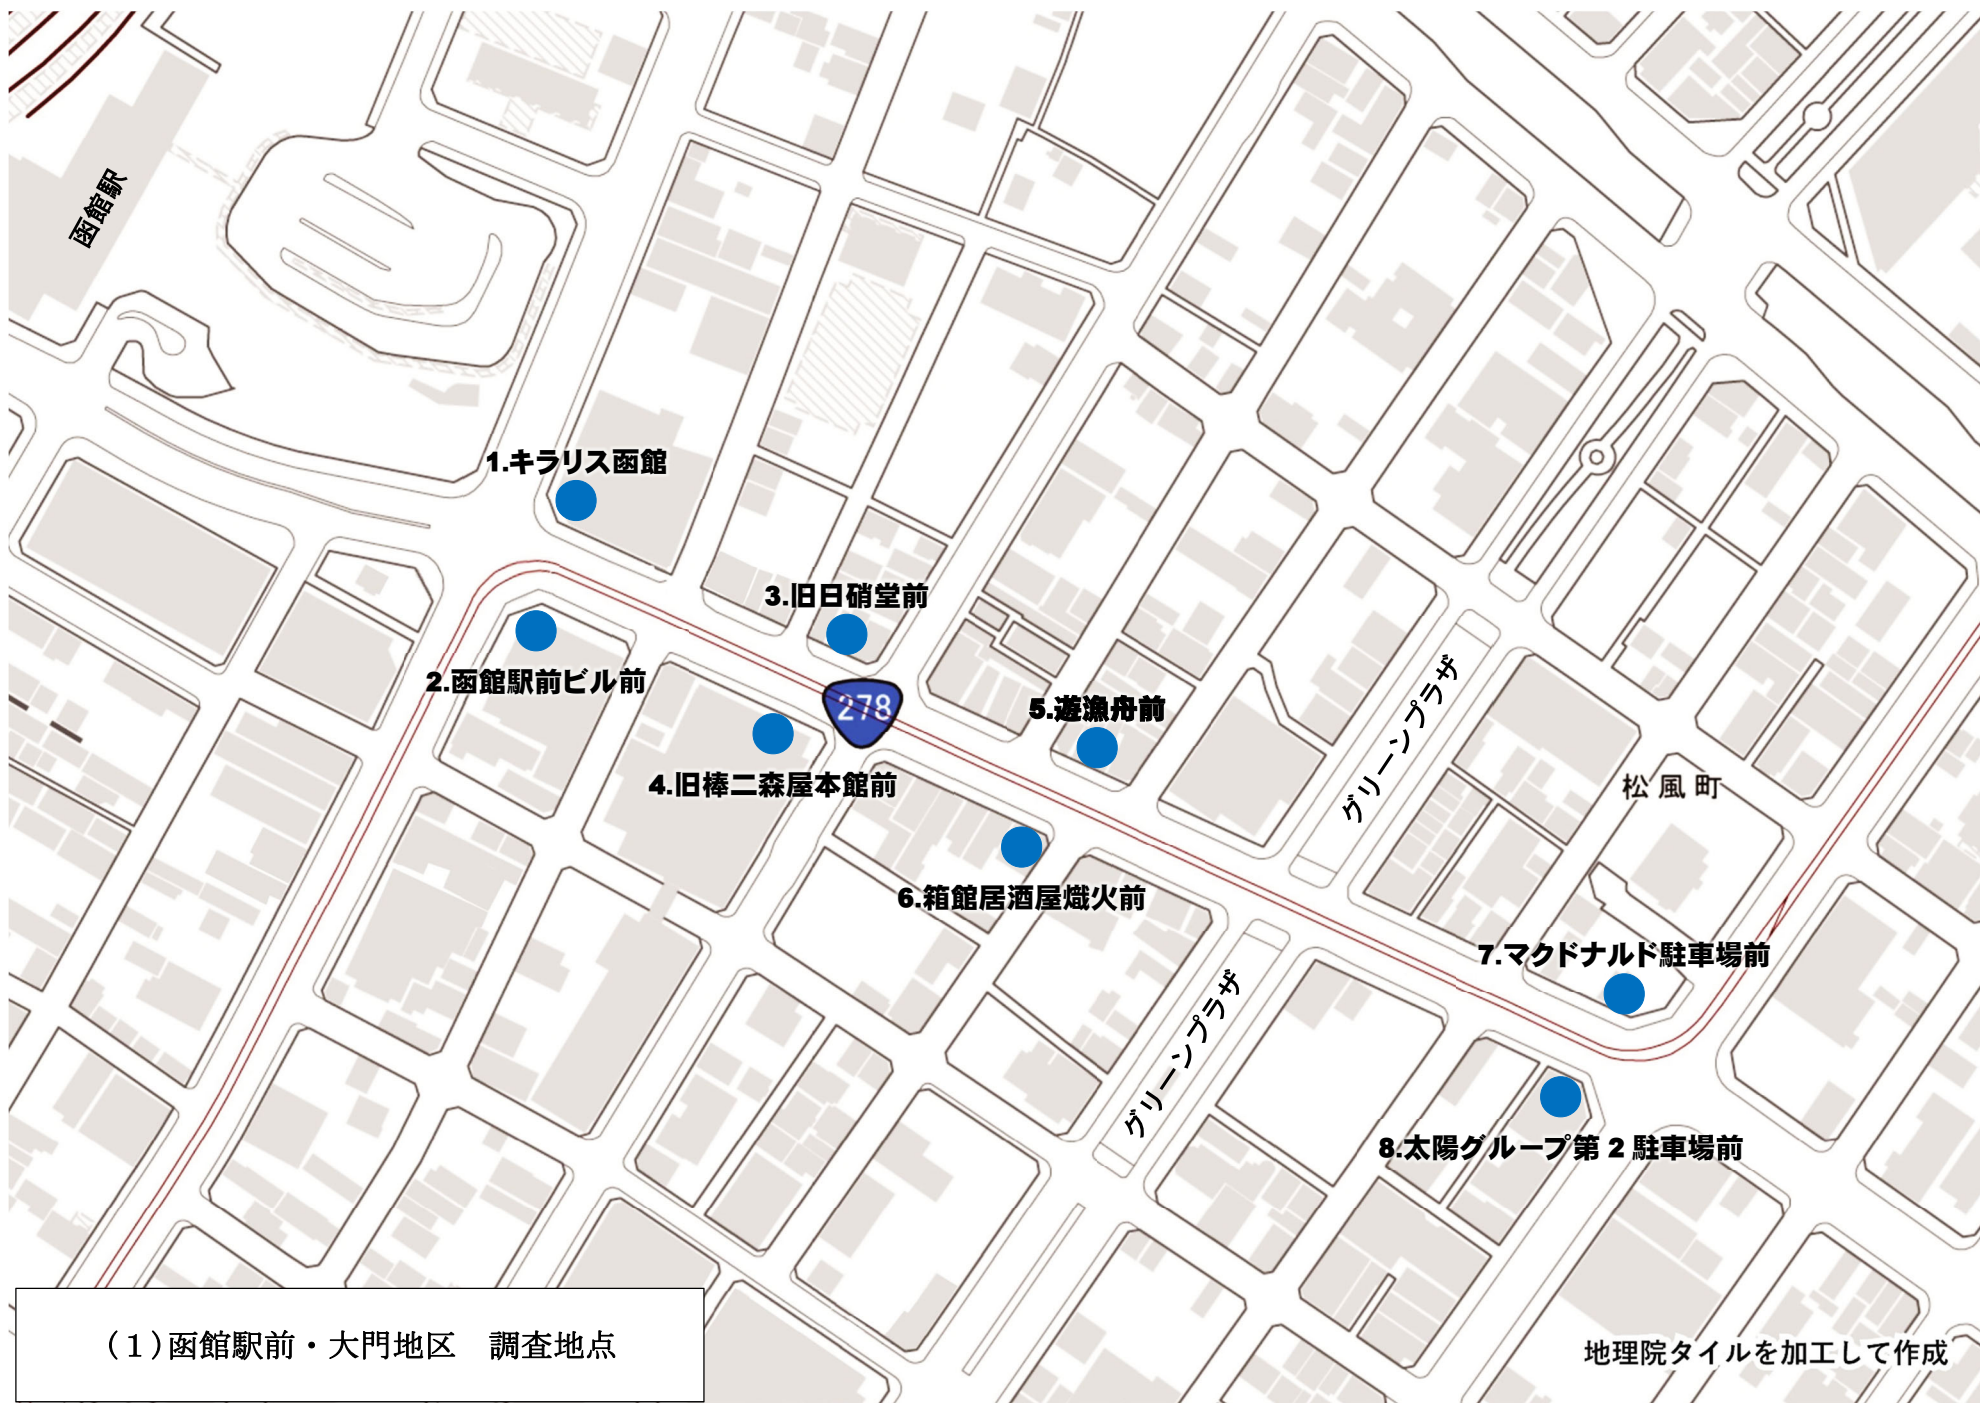 函館駅
1.キラリス函館
3.旧日硝堂前
2.函館駅前ビル前
278
5.遊漁舟前
4.旧棒二森屋本館前
グリーンプラザ
松風町
6.箱館居酒屋熾火前
7.マクドナルド駐車場前
グリーンプラザ
8.太陽グループ第2駐車場前
(1)函館駅前・大門地区　調査地点
地理院タイルを加工して作成